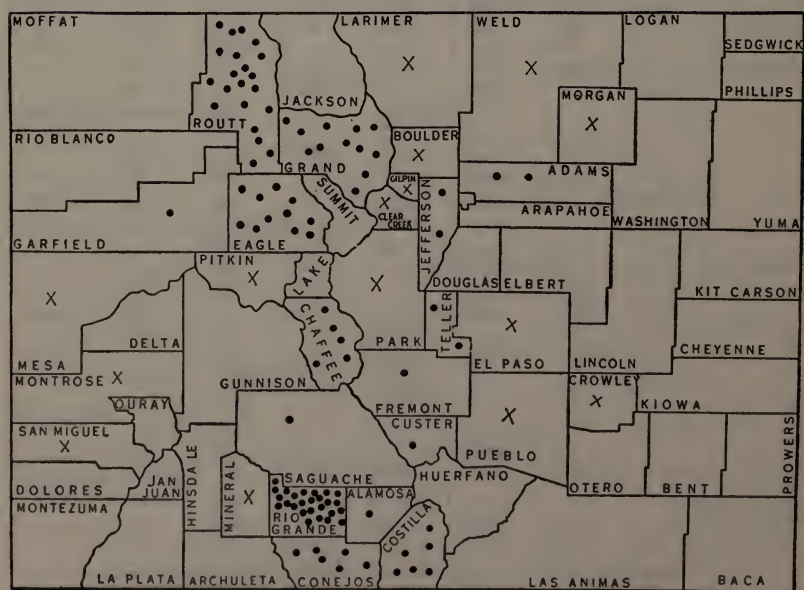 MOFFAT
LARIMER
WELD
LOGAN
SEDGWICK
PHILLIPS
JACKSON
MORGAN
ROUTT
BOULDER
RIO BLANCO
GRAND
GILPIN
ADAMS
SUMMIT
CLEAR
CREEK
JEFFERSON
ARAPAHOE
WASHINGTON
YUMA
GARFIELD
EAGLE
PITKIN
LAKE
DOUGLAS
ELBERT
KIT CARSON
CHAFFEE
TELLER
DELTA
PARK
MESA
EL PASO
LINCOLN
CHEYENNE
MONTROSE
GUNNISON
CROWLEY
OURAY
FREMONT
KIOWA
SAN MIGUEL
CUSTER
PUEBLO
PROWERS
HINSDALE
MINERAL
SAGUACHE
HUERFANO
DOLORES
JAN
JUAN
ALAMOSA
OTERO
BENT
MONTEZUMA
RIO
GRANDE
COSTILLA
LA PLATA
ARCHULETA
CONEJOS
LAS ANIMAS
BACA